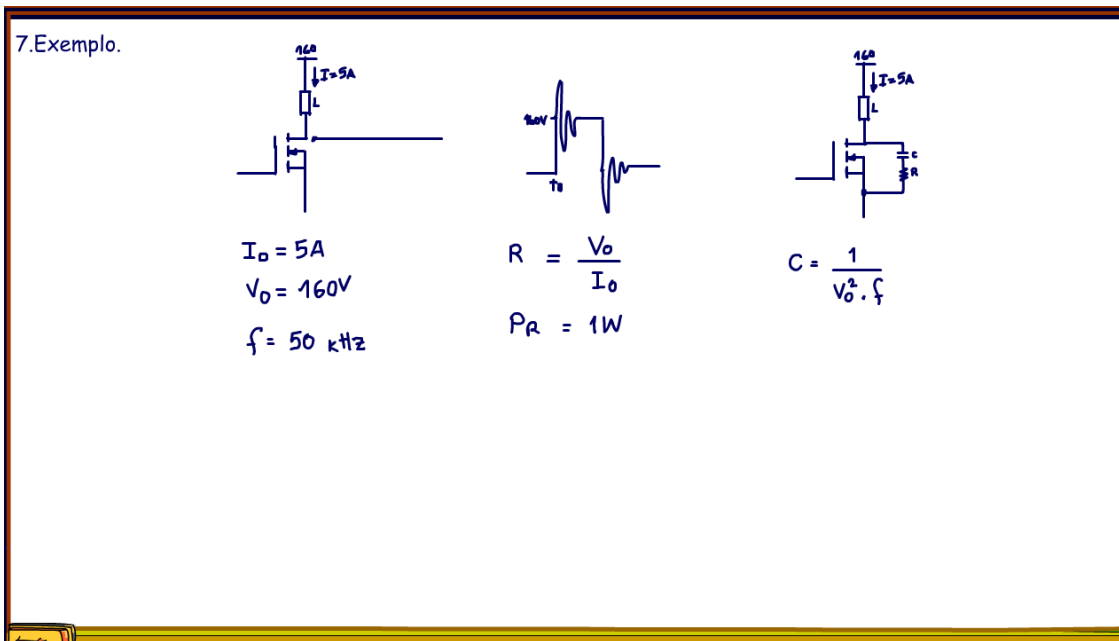 7.Exemplo.
160
I=5A
L
160V
t0
160
I=5A
L
C
R
I0 = 5A
V0 = 160V
f = 50 kHz
R = V0 / I0
PR = 1W
C = 1 / V0² . f